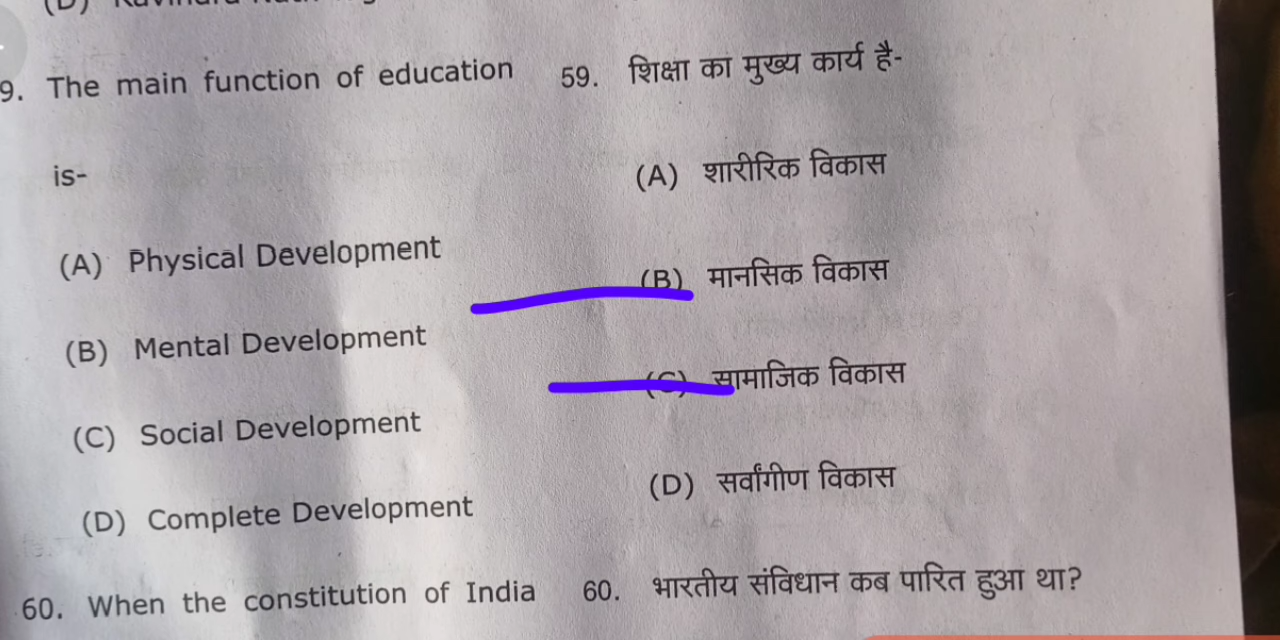 (D)
9. The main function of education
is-
(A) Physical Development
(B) Mental Development
(C) Social Development
(D) Complete Development
60. When the constitution of India
59. शिक्षा का मुख्य कार्य है-
(A) शारीरिक विकास
(B) मानसिक विकास
(C) सामाजिक विकास
(D) सर्वांगीण विकास
60. भारतीय संविधान कब पारित हुआ था?